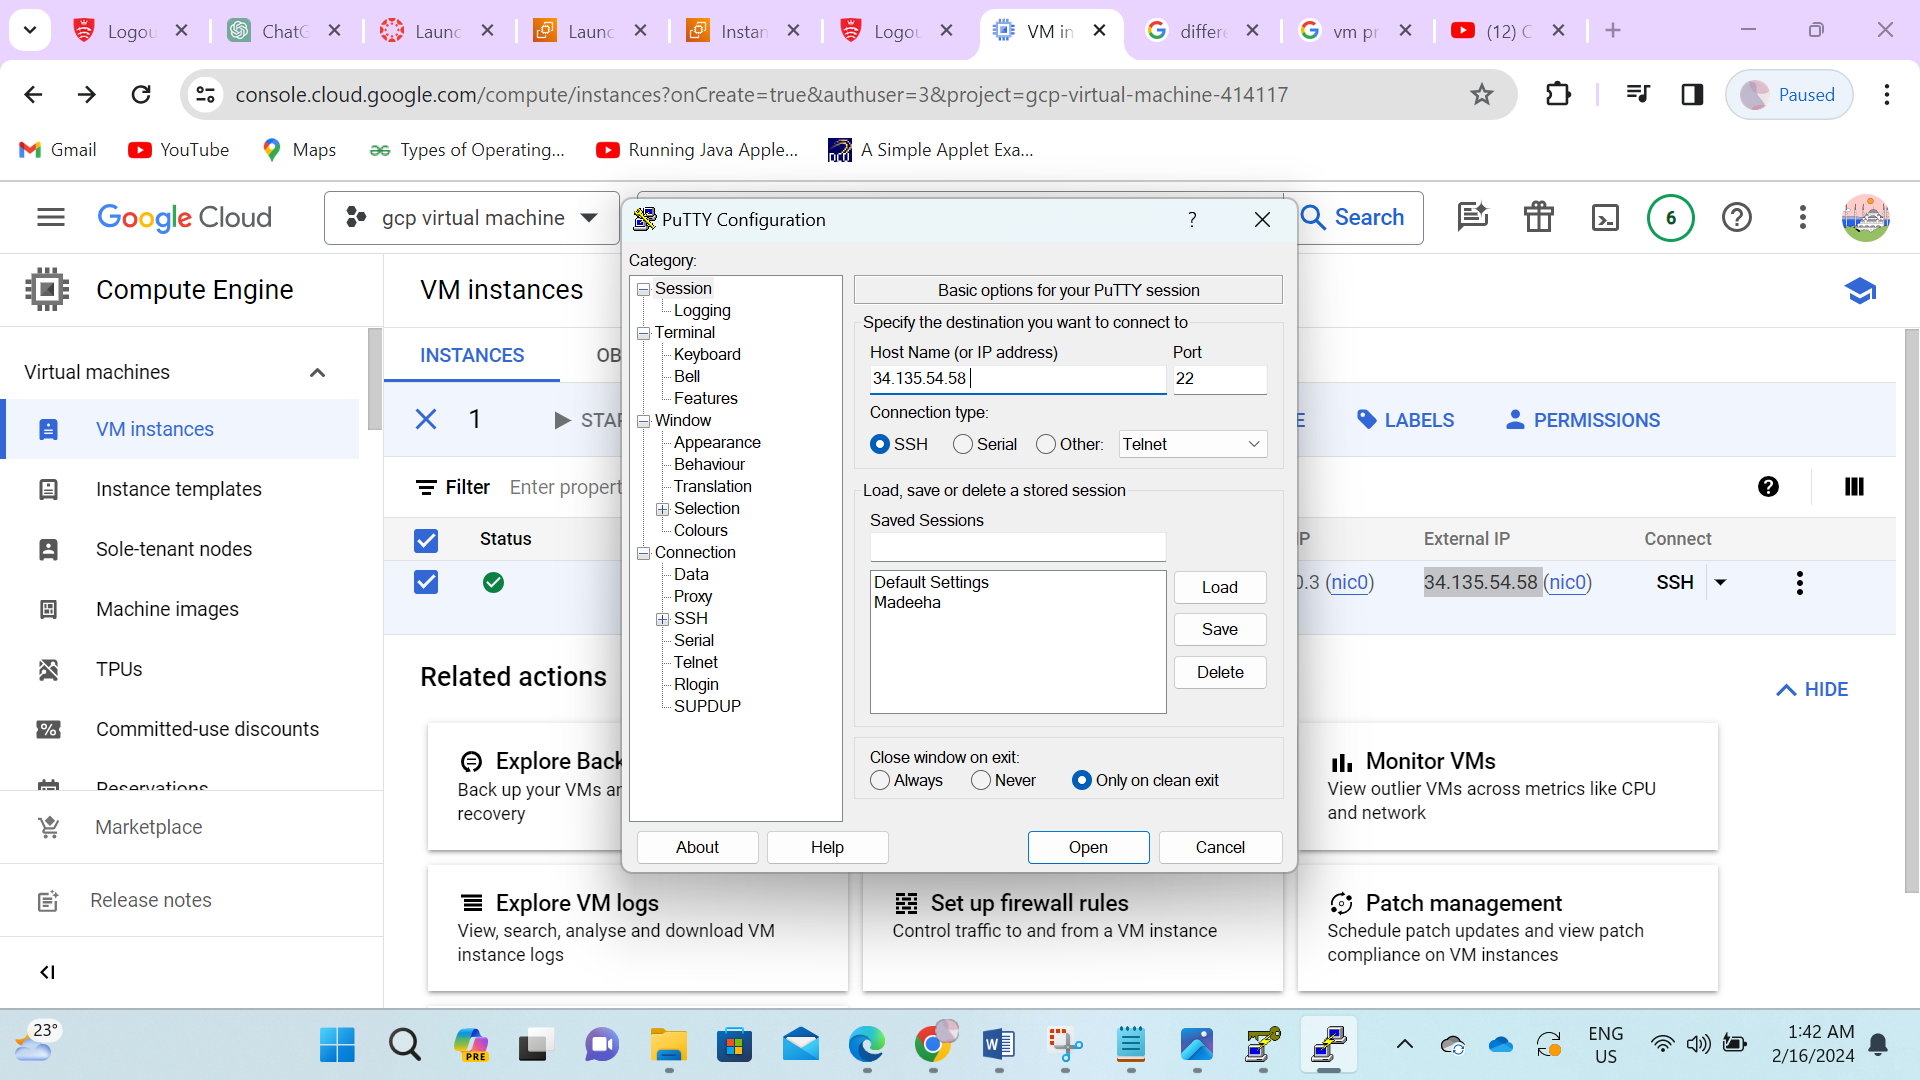 Logou
ChatG
Launc
Launc
Instan
Logou
VM in
differe
vm pr
(12) C
console.cloud.google.com/compute/instances?onCreate=true&authuser=3&project=gcp-virtual-machine-414117
Paused
Gmail
YouTube
Maps
Types of Operating...
Running Java Apple...
A Simple Applet Exa...
Google Cloud
gcp virtual machine
Search
6
Compute Engine
VM instances
Virtual machines
VM instances
Instance templates
Sole-tenant nodes
Machine images
TPUs
Committed-use discounts
Reservations
Marketplace
Release notes
INSTANCES
OB
1
STAR
E
LABELS
PERMISSIONS
Filter
Enter propert
Status
P
External IP
Connect
0.3 (nic0)
34.135.54.58 (nic0)
SSH
Related actions
HIDE
Explore Back
Back up your VMs an
recovery
Monitor VMs
View outlier VMs across metrics like CPU
and network
Explore VM logs
View, search, analyse and download VM
instance logs
Set up firewall rules
Control traffic to and from a VM instance
Patch management
Schedule patch updates and view patch
compliance on VM instances
PuTTY Configuration
?
Category:
Session
Logging
Terminal
Keyboard
Bell
Features
Window
Appearance
Behaviour
Translation
Selection
Colours
Connection
Data
Proxy
SSH
Serial
Telnet
Rlogin
SUPDUP
Basic options for your PuTTY session
Specify the destination you want to connect to
Host Name (or IP address)
Port
34.135.54.58
22
Connection type:
SSH
Serial
Other:
Telnet
Load, save or delete a stored session
Saved Sessions
Default Settings
Madeeha
Load
Save
Delete
Close window on exit:
Always
Never
Only on clean exit
About
Help
Open
Cancel
23°
PRE
ENG
US
1:42 AM
2/16/2024